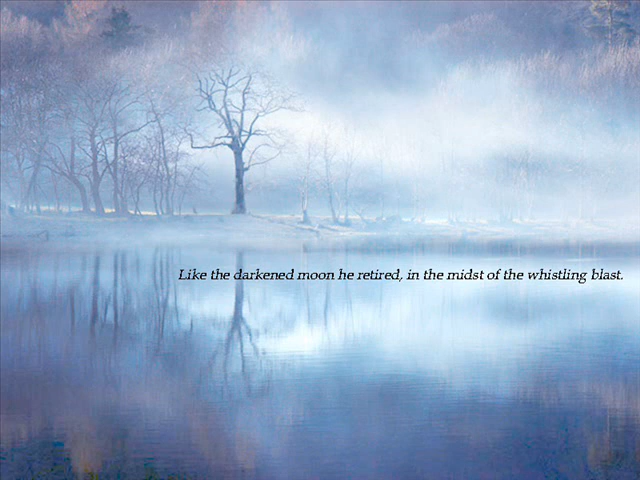 Like the darkened moon he retired, in the midst of the whistling blast.